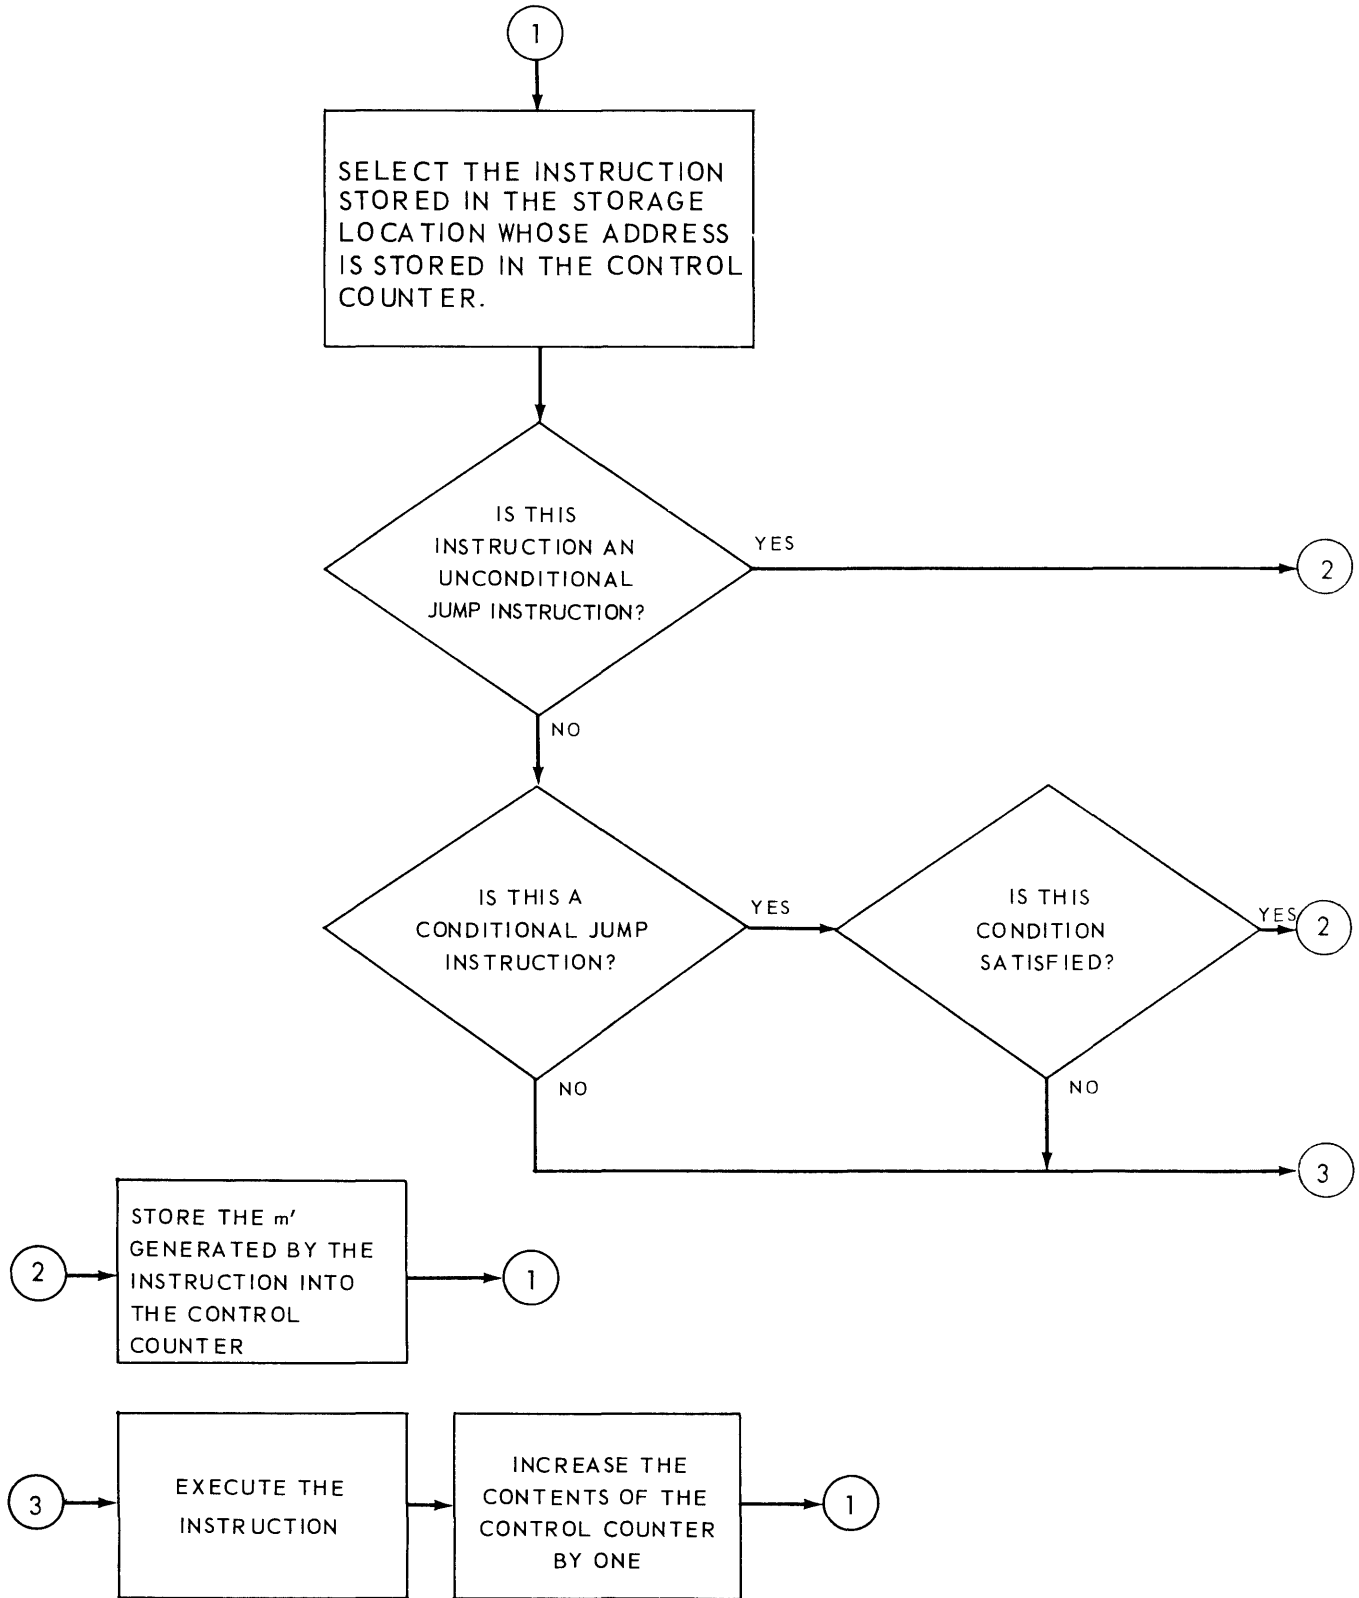 1
SELECT THE INSTRUCTION
STORED IN THE STORAGE
LOCATION WHOSE ADDRESS
IS STORED IN THE CONTROL
COUNTER.
IS THIS
INSTRUCTION AN
UNCONDITIONAL
JUMP INSTRUCTION?
YES
2
NO
IS THIS A
CONDITIONAL JUMP
INSTRUCTION?
YES
IS THIS
CONDITION
SATISFIED?
YES
2
NO
NO
3
2
STORE THE m′
GENERATED BY THE
INSTRUCTION INTO
THE CONTROL
COUNTER
1
3
EXECUTE THE
INSTRUCTION
INCREASE THE
CONTENTS OF THE
CONTROL COUNTER
BY ONE
1